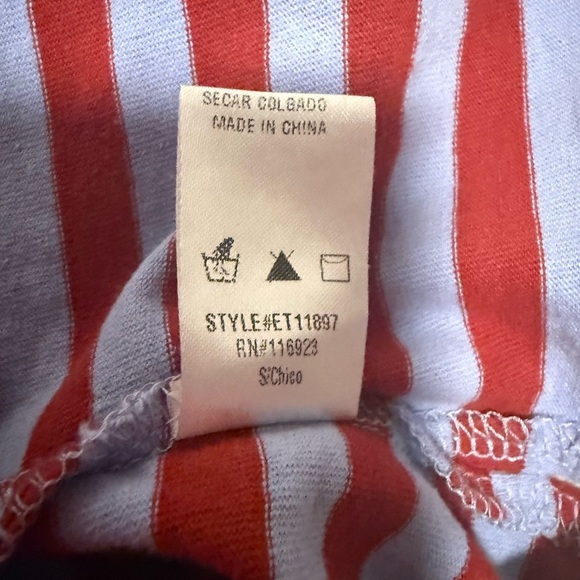 SECAR COLGADO
MADE IN CHINA
STYLE#ET11897
RN#116923
S/Chico